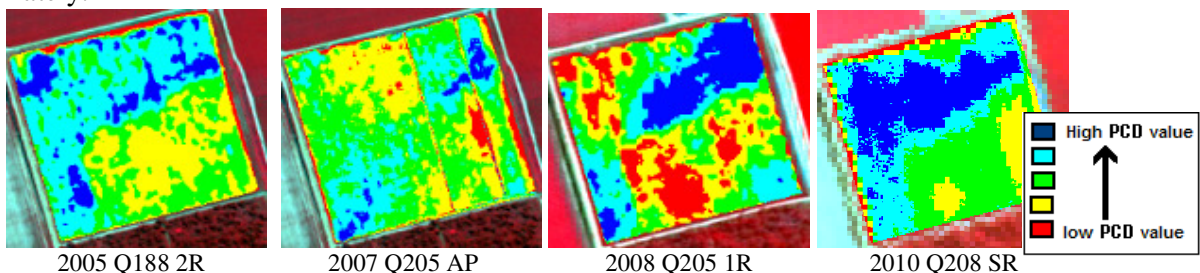 High PCD value
low PCD value
2005 Q188 2R
2007 Q205 AP
2008 Q205 1R
2010 Q208 SR